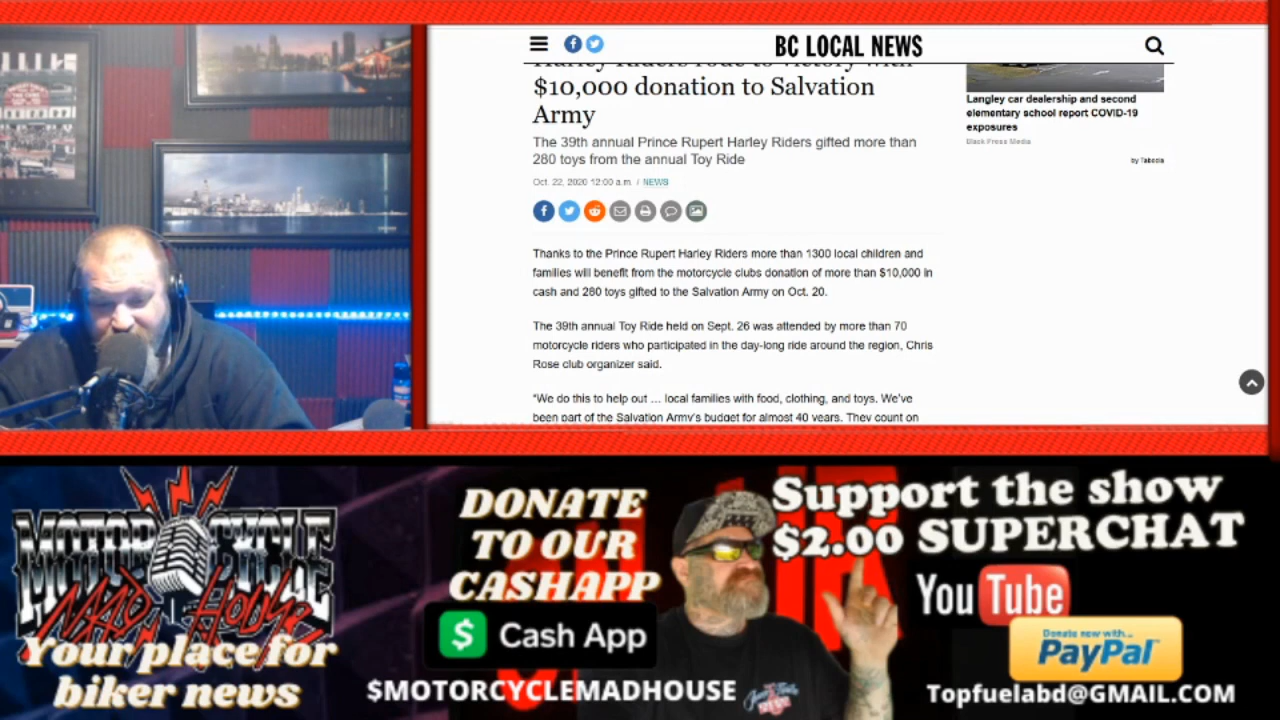 BC LOCAL NEWS
Harley Riders rode to victory with
$10,000 donation to Salvation
Army
The 39th annual Prince Rupert Harley Riders gifted more than
280 toys from the annual Toy Ride
Oct. 22, 2020 12:00 a.m. / NEWS
Thanks to the Prince Rupert Harley Riders more than 1300 local children and
families will benefit from the motorcycle clubs donation of more than $10,000 in
cash and 280 toys gifted to the Salvation Army on Oct. 20.
The 39th annual Toy Ride held on Sept. 26 was attended by more than 70
motorcycle riders who participated in the day-long ride around the region, Chris
Rose club organizer said.
"We do this to help out ... local families with food, clothing, and toys. We've
been part of the Salvation Army's budget for almost 40 years. They count on
Langley car dealership and second
elementary school report COVID-19
exposures
Black Press Media
by Taboola
MOTORCYCLE
MAD HOUSE
Your place for
biker news
DONATE
TO OUR
CASHAPP
$ Cash App
$MOTORCYCLEMADHOUSE
Support the show
$2.00 SUPERCHAT
YouTube
Donate now with...
PayPal
Topfuelabd@GMAIL.COM